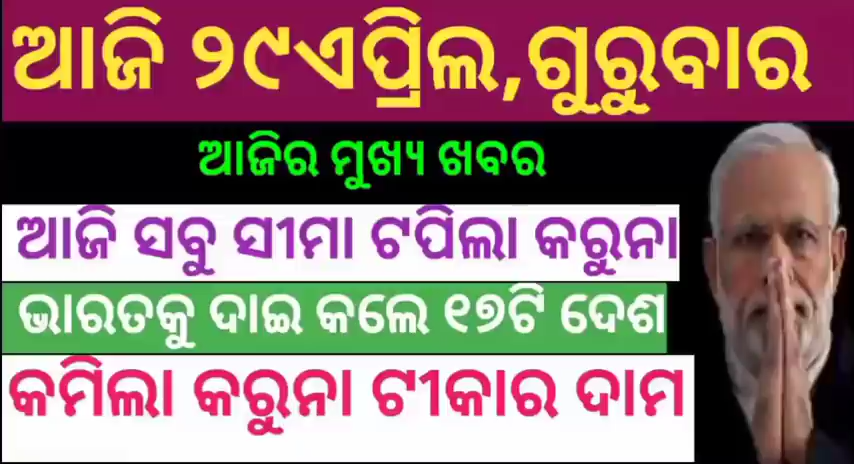 ଆଜି ୨୯ଏପ୍ରିଲ,ଗୁରୁବାର
ଆଜିର ମୁଖ୍ୟ ଖବର
ଆଜି ସବୁ ସୀମା ଟପିଲା କରୁନା
ଭାରତକୁ ଦାଇ କଲେ ୧୭ଟି ଦେଶ
କମିଲା କରୁନା ଟୀକାର ଦାମ